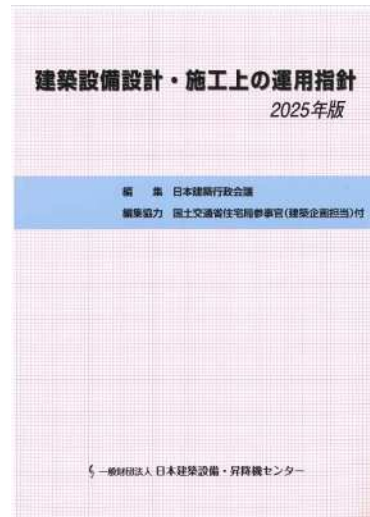 建築設備設計・施工上の運用指針
2025年版
編　集　日本建築行政会議
編集協力　国土交通省住宅局参事官(建築企画担当)付
一般財団法人 日本建築設備・昇降機センター